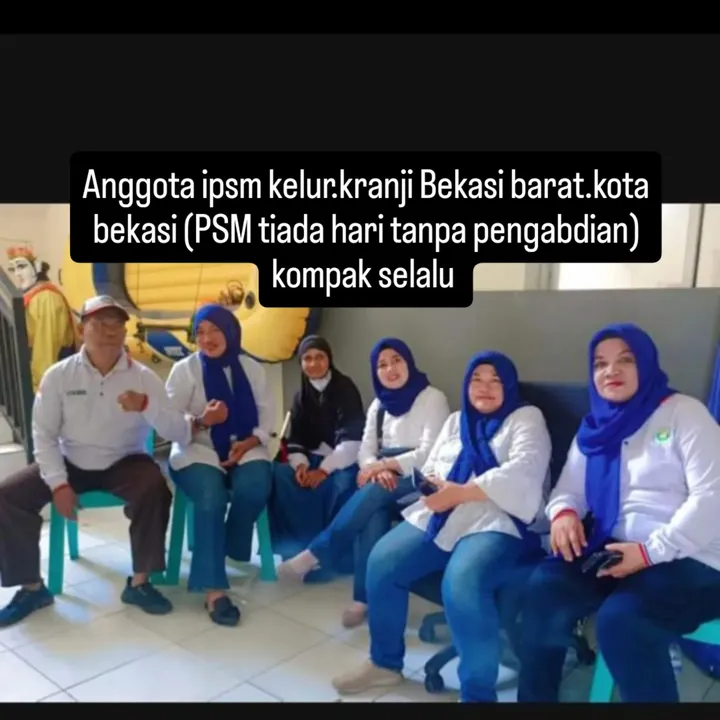 Anggota ipsm kelur.kranji Bekasi barat.kota
bekasi (PSM tiada hari tanpa pengabdian)
kompak selalu